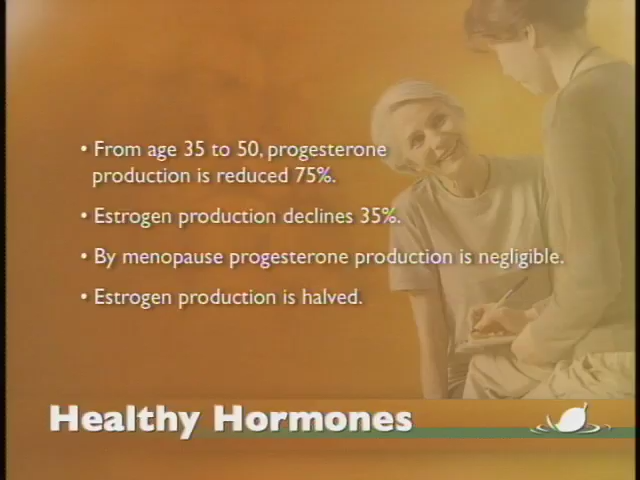 • From age 35 to 50, progesterone
production is reduced 75%.
• Estrogen production declines 35%.
• By menopause progesterone production is negligible.
• Estrogen production is halved.
Healthy Hormones